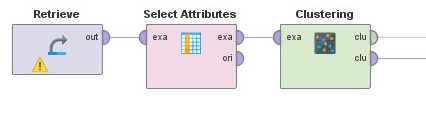 Retrieve
out
Select Attributes
exa
exa
ori
Clustering
exa
clu
clu